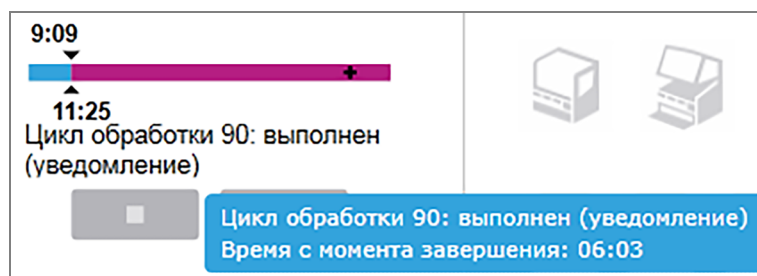 9:09
11:25
Цикл обработки 90: выполнен
(уведомление)
Цикл обработки 90: выполнен (уведомление)
Время с момента завершения: 06:03